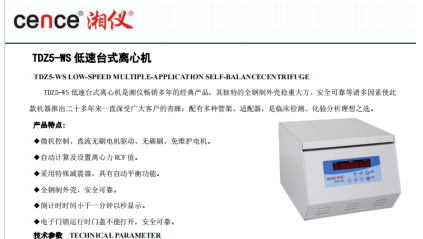 cence® 湘仪®
TDZ5-WS 低速台式离心机
TDZ5-WS LOW-SPEED MULTIPLE-APPLICATION SELF-BALANCECENTRIFUGE
TDZ5-WS 低速台式离心机是湘仪畅销多年的经典产品，其独特的全钢制外壳稳重大方、安全可靠等诸多因素使此
款机器推出二十多年来一直深受广大客户的青睐；配有多种管架、适配器，是临床检测、化验分析理想之选。
产品特点：
◆微机控制、直流无刷电机驱动、无碳刷、免维护电机。
◆自动计算及设置离心力 RCF 值。
◆采用特殊减震器、具有自动平衡功能。
◆全钢制外壳、安全可靠。
◆倒计时时间小于一分钟以秒显示。
◆电子门锁运行时门盖不能打开，安全可靠。
技术参数 TECHNICAL PARAMETER